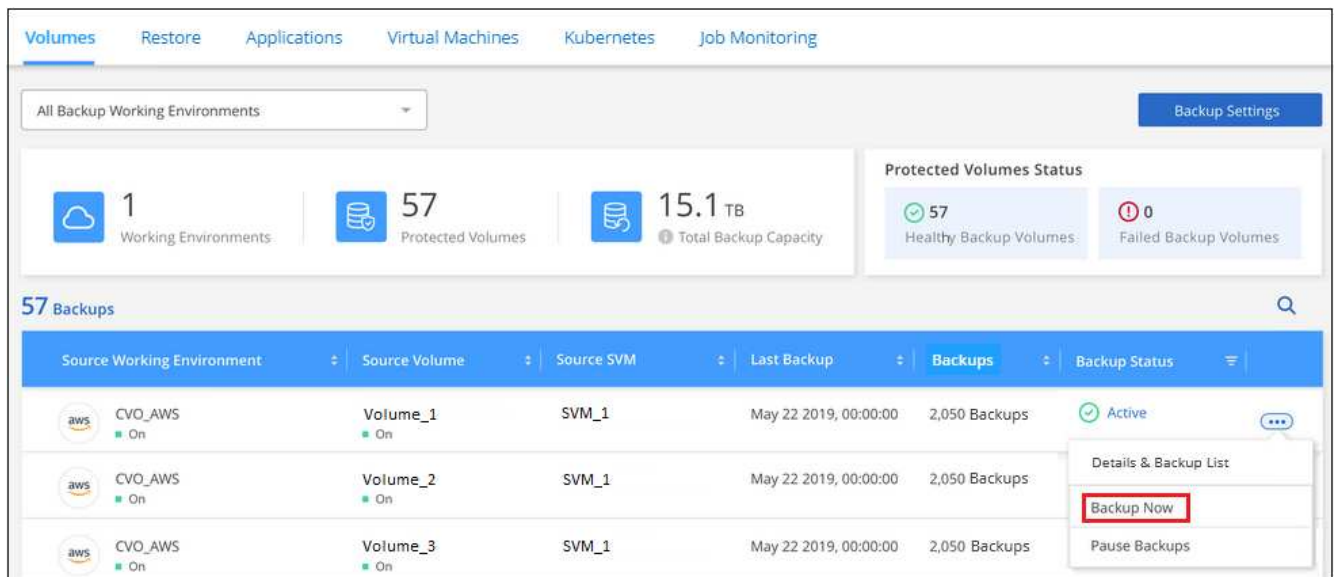 Volumes Restore Applications Virtual Machines Kubernetes Job Monitoring
All Backup Working Environments
Backup Settings
1
Working Environments
57
Protected Volumes
15.1 TB
Total Backup Capacity
Protected Volumes Status
57
Healthy Backup Volumes
0
Failed Backup Volumes
57 Backups
Source Working Environment Source Volume Source SVM Last Backup Backups Backup Status
aws CVO_AWS Volume_1 SVM_1 May 22 2019, 00:00:00 2,050 Backups Active
On On
Details & Backup List
aws CVO_AWS Volume_2 SVM_1 May 22 2019, 00:00:00 2,050 Backups
On On
Backup Now
aws CVO_AWS Volume_3 SVM_1 May 22 2019, 00:00:00 2,050 Backups
On On
Pause Backups